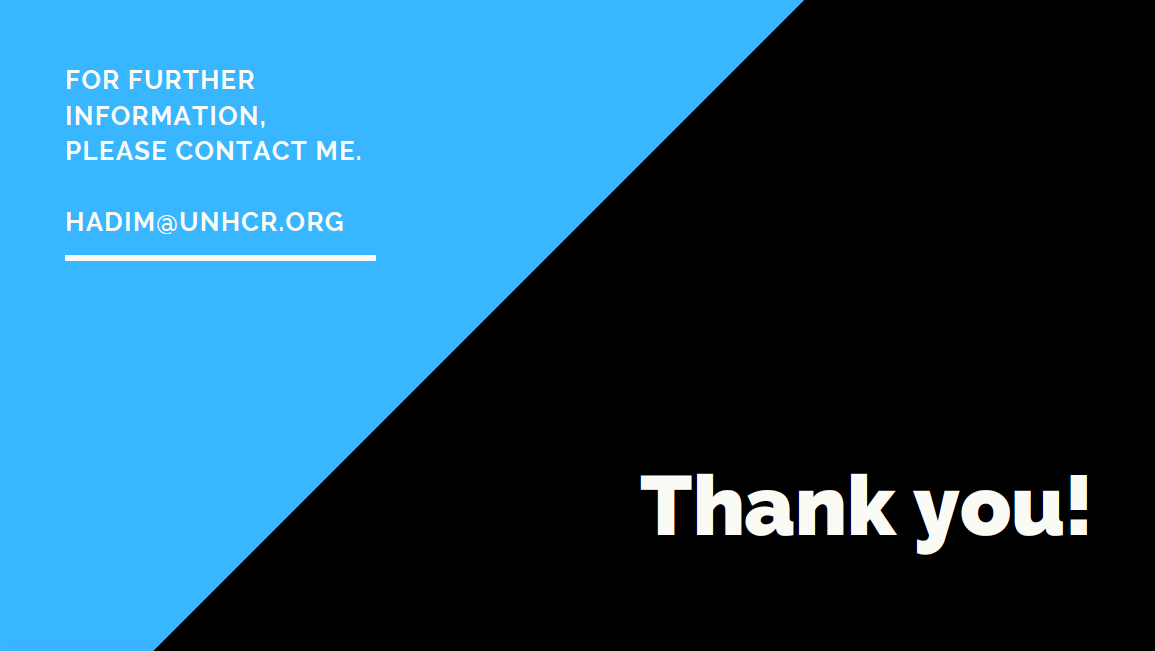 FOR FURTHER
INFORMATION,
PLEASE CONTACT ME.
HADIM@UNHCR.ORG
Thank you!